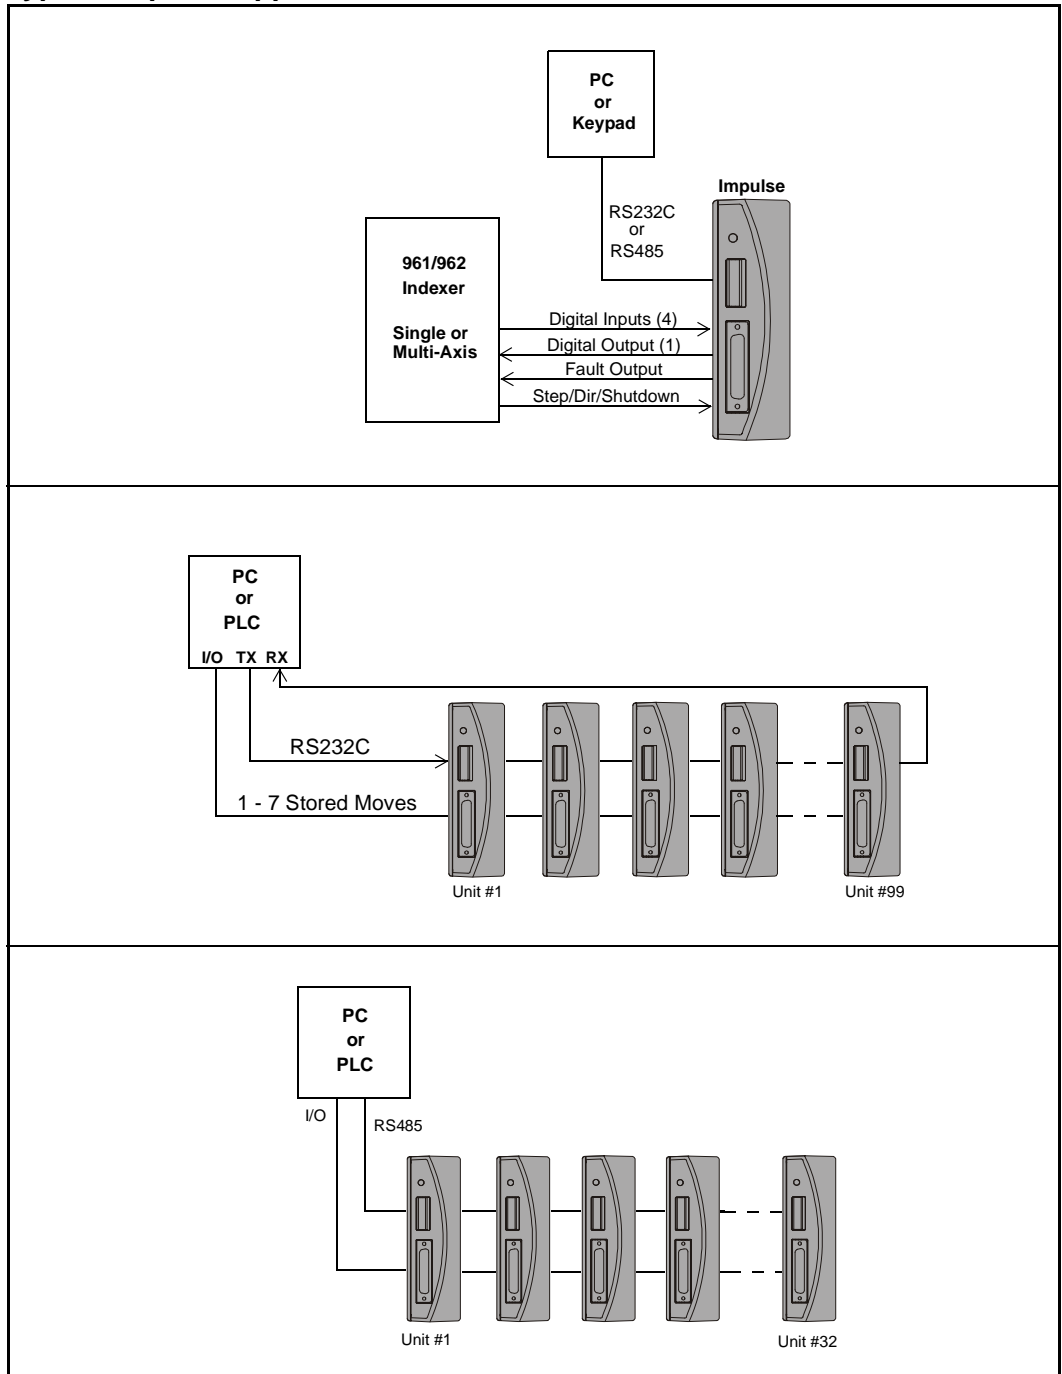 PC
or
Keypad
Impulse
RS232C
or
RS485
961/962
Indexer
Single or
Multi-Axis
Digital Inputs (4)
Digital Output (1)
Fault Output
Step/Dir/Shutdown
PC
or
PLC
I/O TX RX
RS232C
1 - 7 Stored Moves
Unit #1
Unit #99
PC
or
PLC
I/O
RS485
Unit #1
Unit #32